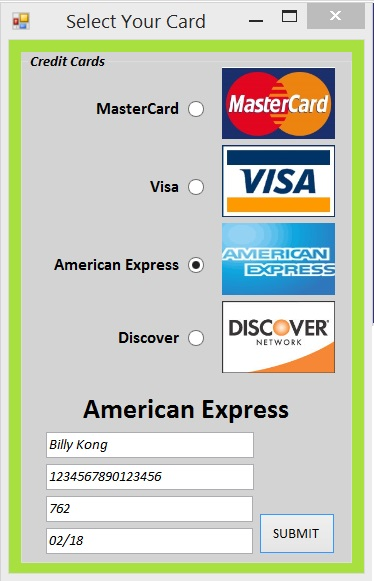 Select Your Card
Credit Cards
MasterCard
MasterCard
Visa
VISA
American Express
AMERICAN
EXPRESS
Discover
DISCOVER
NETWORK
American Express
Billy Kong
1234567890123456
762
02/18
SUBMIT